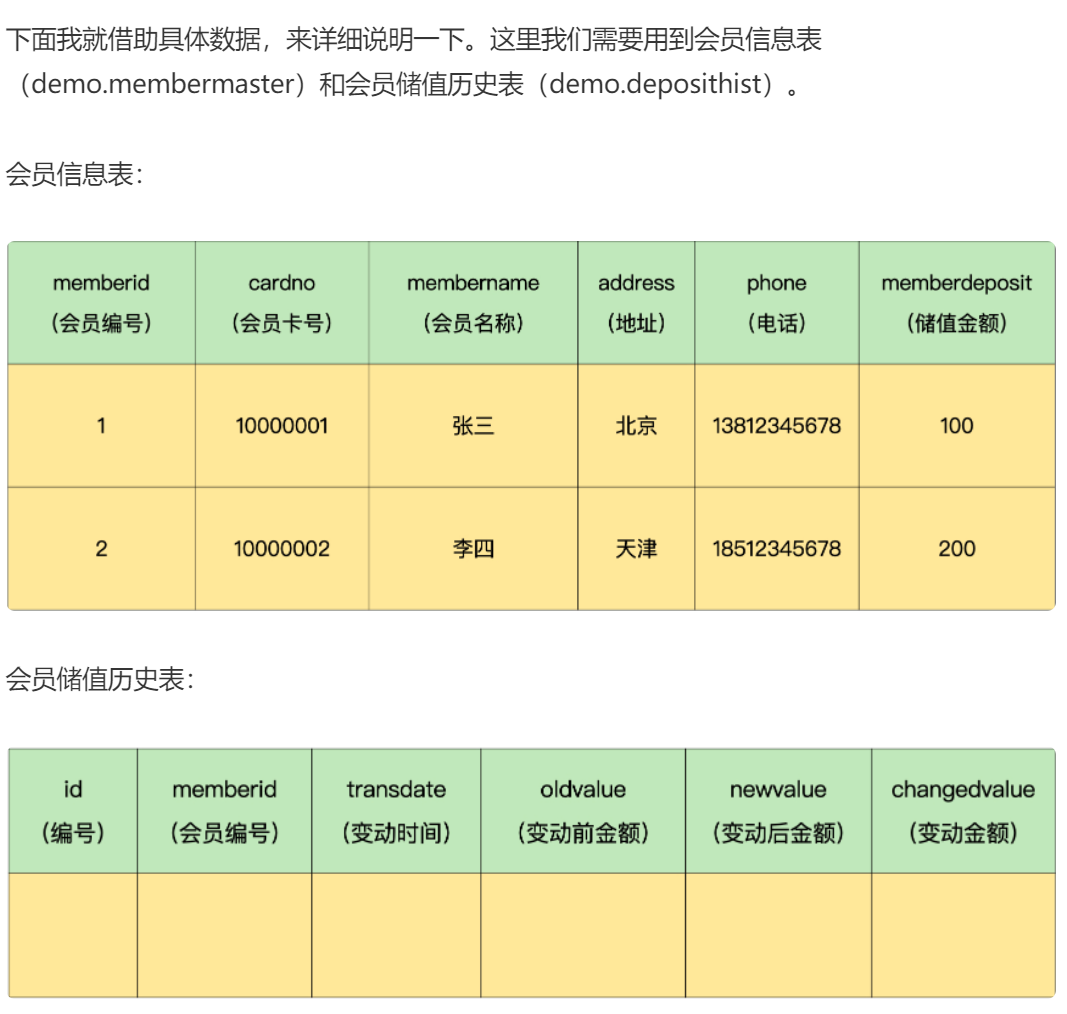 下面我就借助具体数据，来详细说明一下。这里我们需要用到会员信息表
（demo.membermaster）和会员储值历史表（demo.deposithist）。
会员信息表：
memberid cardno membername address phone memberdeposit
（会员编号） （会员卡号） （会员名称） （地址） （电话） （储值金额）
1 10000001 张三 北京 13812345678 100
2 10000002 李四 天津 18512345678 200
会员储值历史表：
id memberid transdate oldvalue newvalue changedvalue
（编号） （会员编号） （变动时间） （变动前金额） （变动后金额） （变动金额）